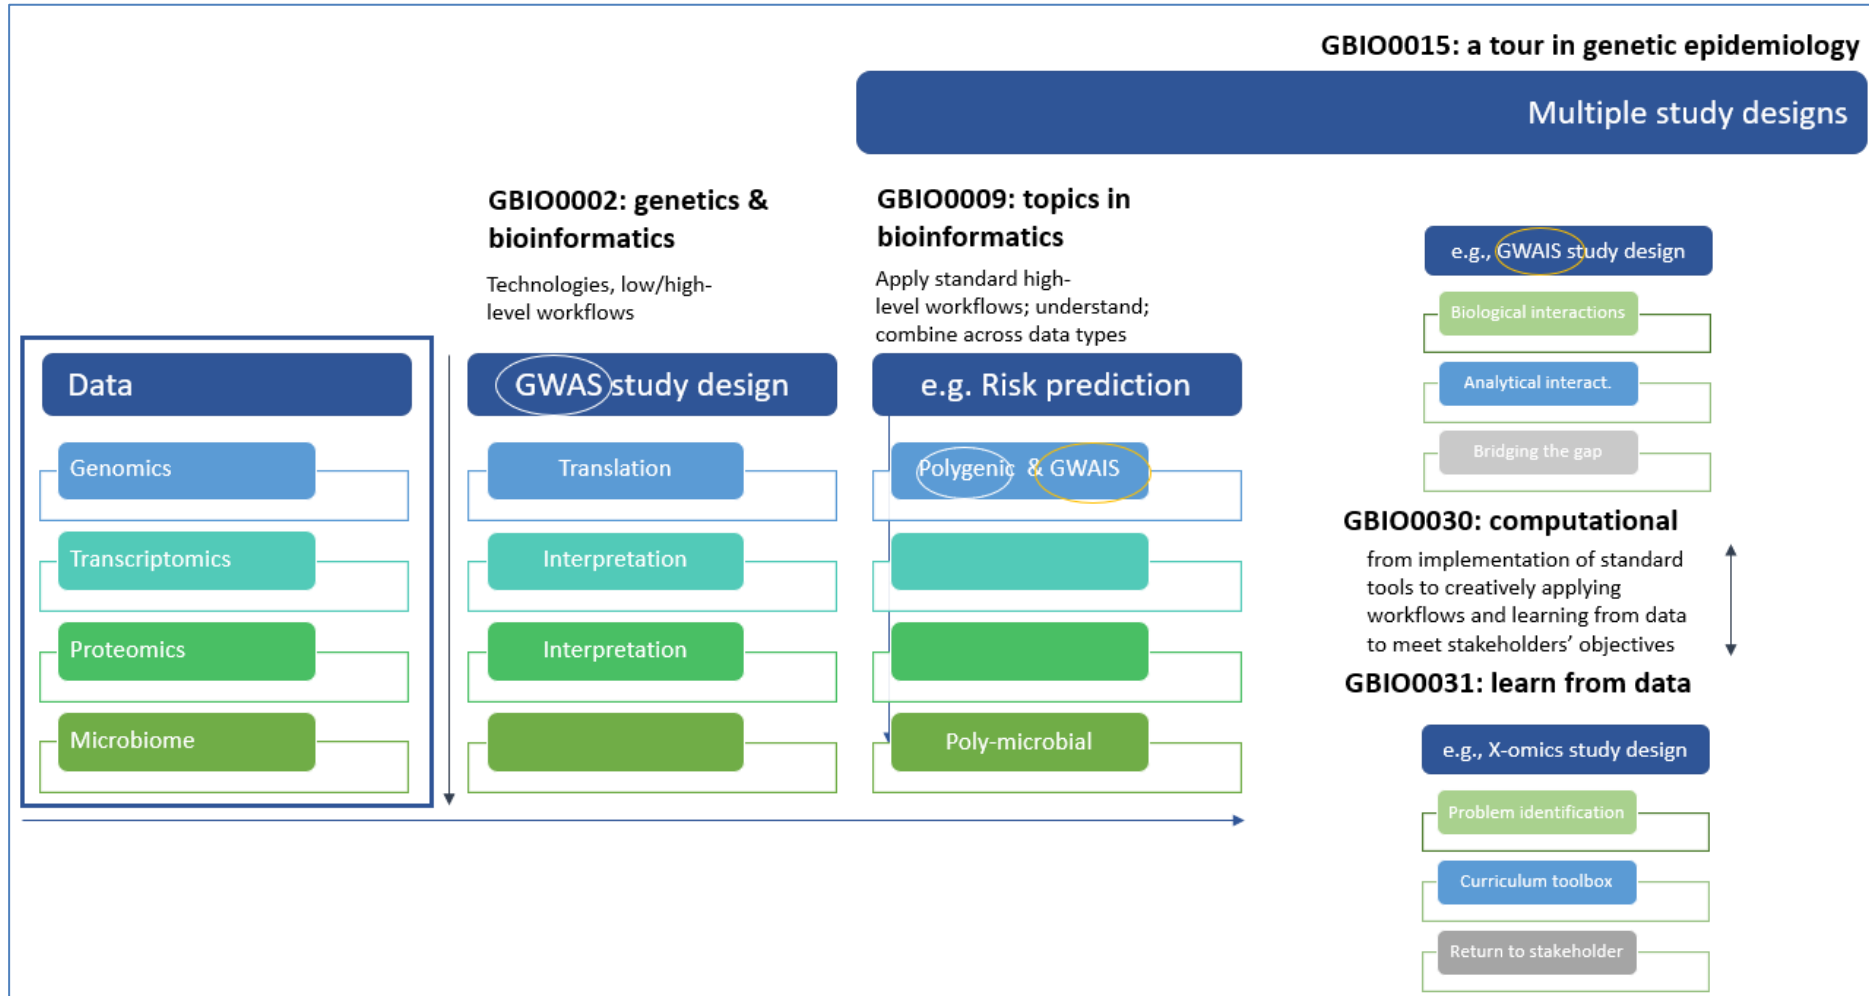 GBIO0015: a tour in genetic epidemiology
Multiple study designs
GBIO0002: genetics &
bioinformatics
Technologies, low/high-
level workflows
GBIO0009: topics in
bioinformatics
Apply standard high-
level workflows; understand;
combine across data types
Data
Genomics
Transcriptomics
Proteomics
Microbiome
GWAS study design
Translation
Interpretation
Interpretation
e.g. Risk prediction
Polygenic & GWAIS
Poly-microbial
e.g., GWAIS study design
Biological interactions
Analytical interact.
Bridging the gap
GBIO0030: computational
from implementation of standard
tools to creatively applying
workflows and learning from data
to meet stakeholders’ objectives
GBIO0031: learn from data
e.g., X-omics study design
Problem identification
Curriculum toolbox
Return to stakeholder